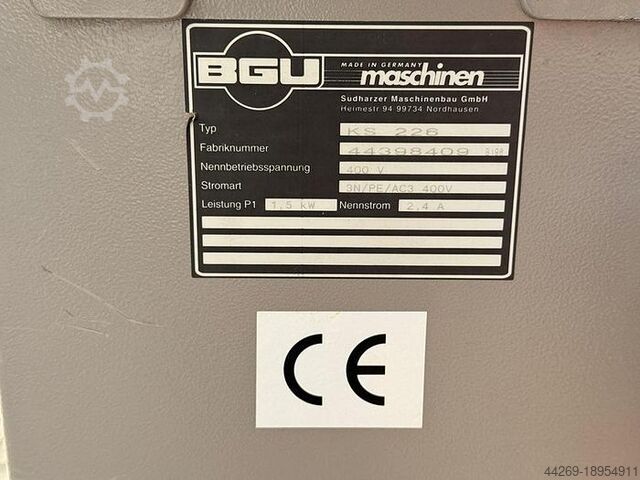 BGU MADE IN GERMANY
maschinen
Südharzer Maschinenbau GmbH
Helmestr 94 99734 Nordhausen
Typ KS 226
Fabriknummer 44398409
Nennbetriebsspannung 400 V
Stromart 3N/PE/AC3 400V
Leistung P1 1,5 kW Nennstrom 2.4 A
CE
44269-18954911